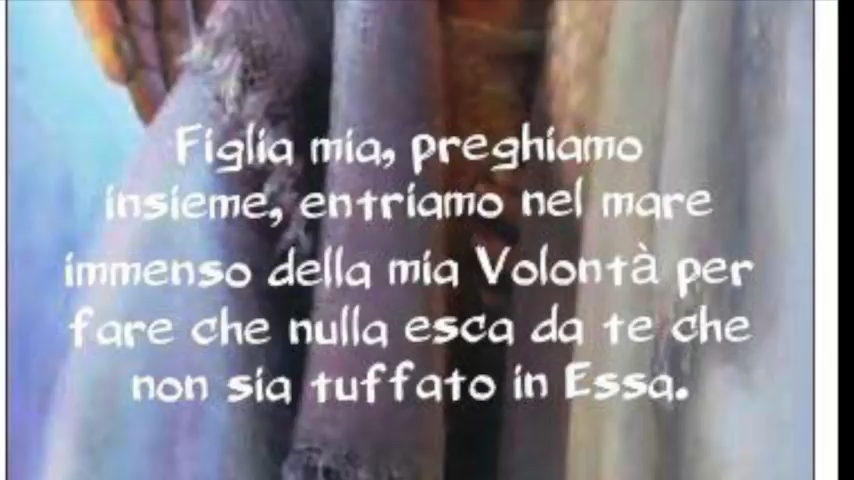 Figlia mia, preghiamo
insieme, entriamo nel mare
immenso della mia Volontà per
fare che nulla esca da te che
non sia tuffato in Essa.